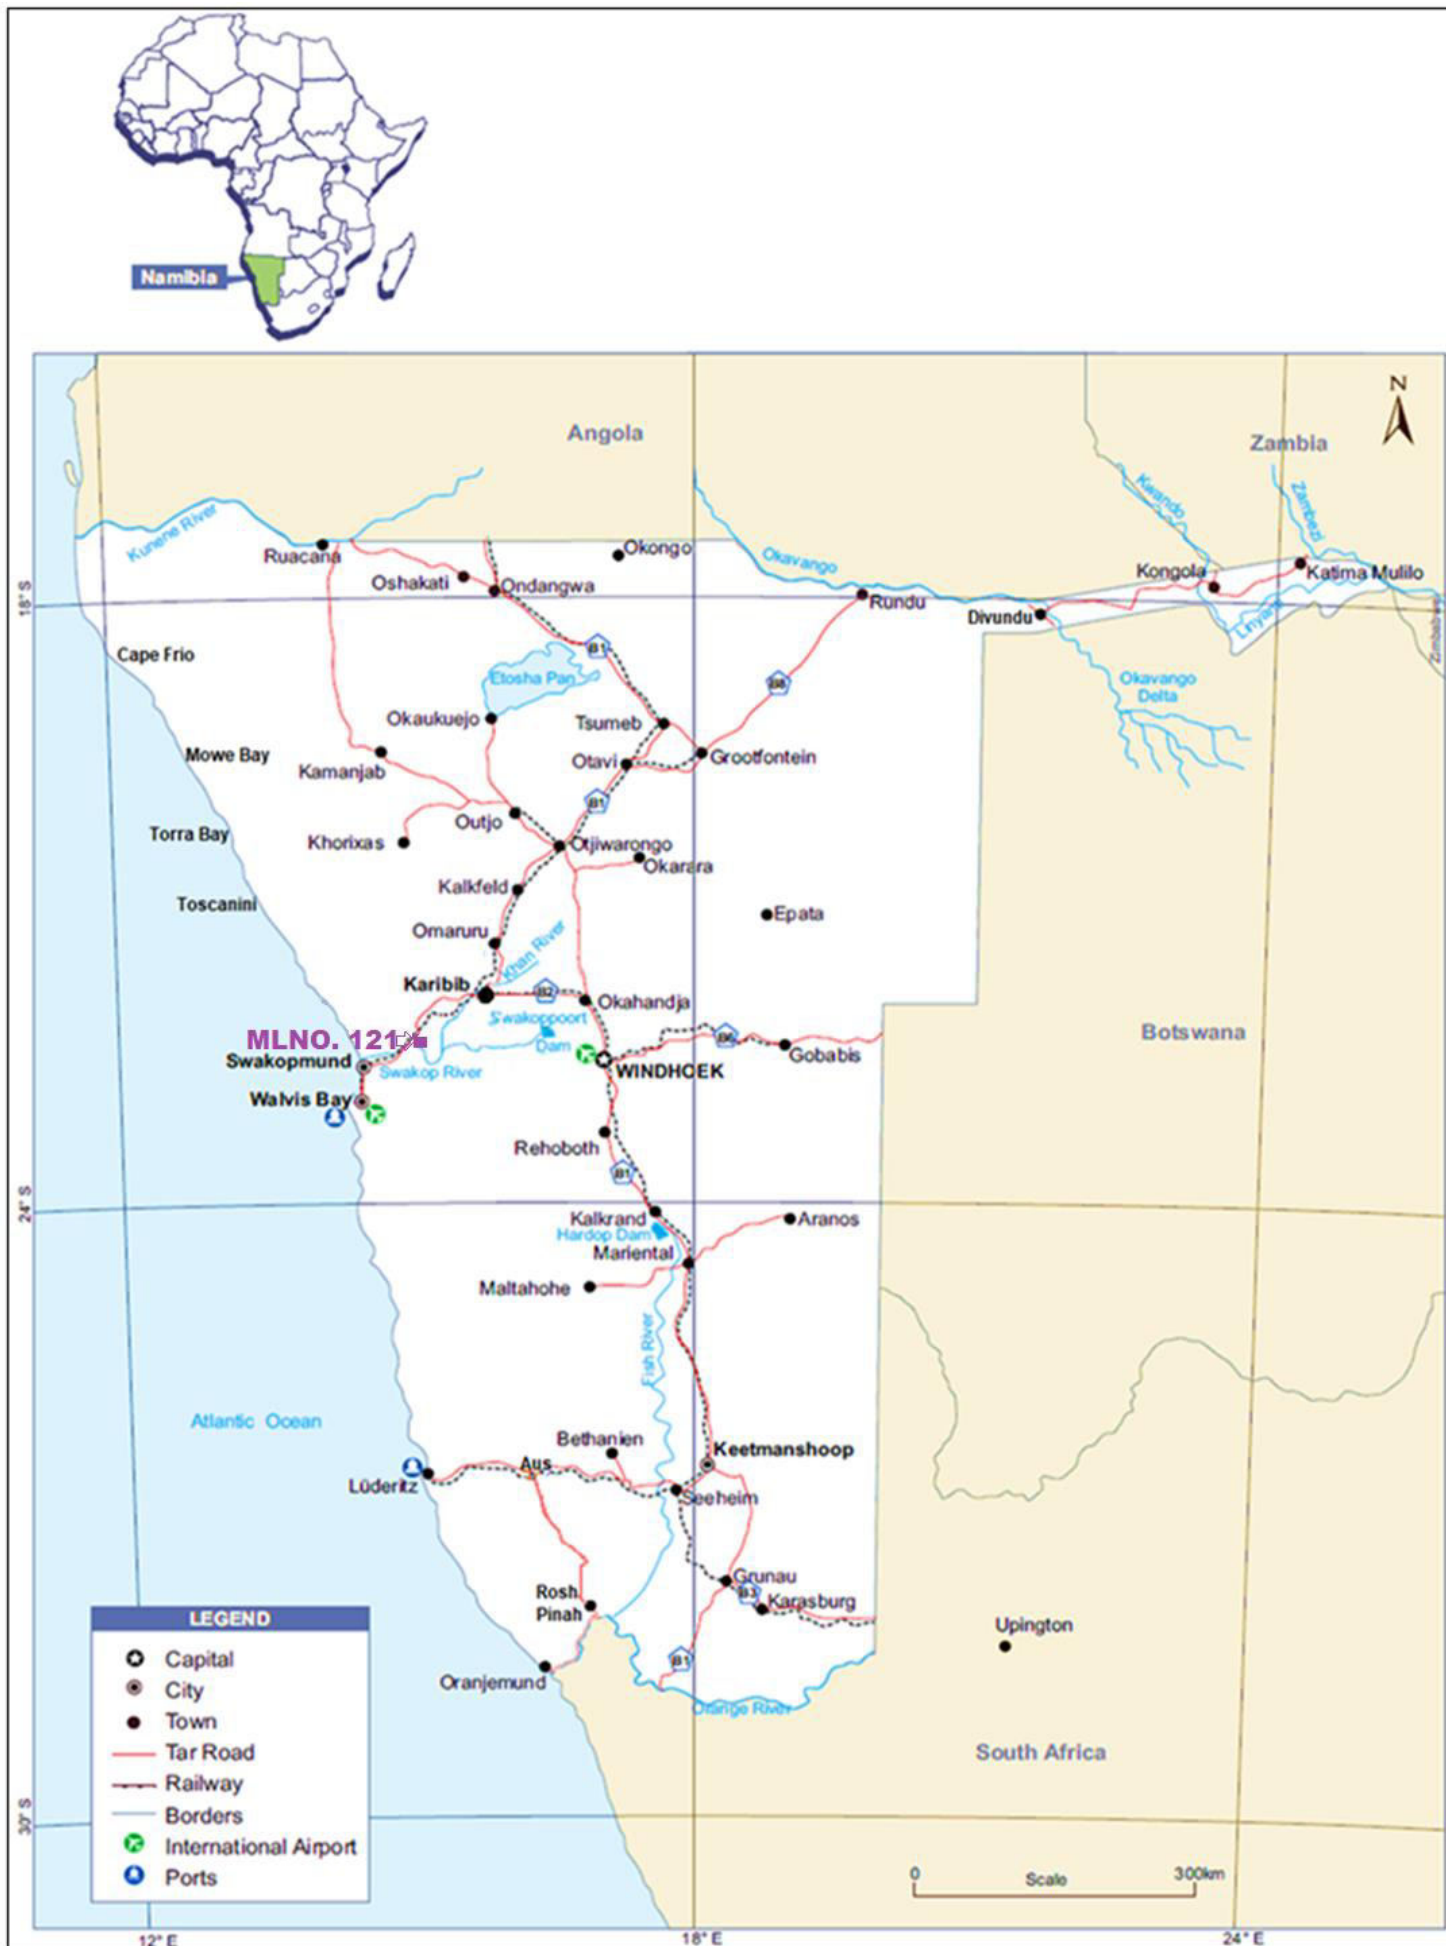 Namibia
N
Angola
Zambia
Kunene River
Kwando
Zambezi
Okavango
Ruacana
Okongo
Oshakati
Ondangwa
Kongola
Katima Mulilo
Rundu
Divundu
18° S
Cape Frio
B1
Etosha Pan
B8
Okavango
Delta
Okaukuejo
Tsumeb
Mowe Bay
Otavi
Grootfontein
Kamanjab
B1
Outjo
Torra Bay
Khorixas
Otjiwarongo
Okarara
Kalkfeld
Toscanini
Epata
Omaruru
Khan River
Karibib
B2
Okahandja
Swakoppoort
Dam
MLNO. 121
Botswana
B6
Gobabis
Swakopmund
Swakop River
WINDHOEK
Walvis Bay
Rehoboth
B1
24° S
Kalkrand
Aranos
Hardop Dam
Mariental
Maltahohe
Fish River
Atlantic Ocean
Bethanien
Keetmanshoop
Aus
Lüderitz
Seeheim
Grunau
B3
Karasburg
Rosh
Pinah
Upington
B1
Oranjemund
Orange River
South Africa
LEGEND
Capital
City
Town
Tar Road
Railway
Borders
International Airport
Ports
30° S
0
Scale
300km
12° E
18° E
24° E